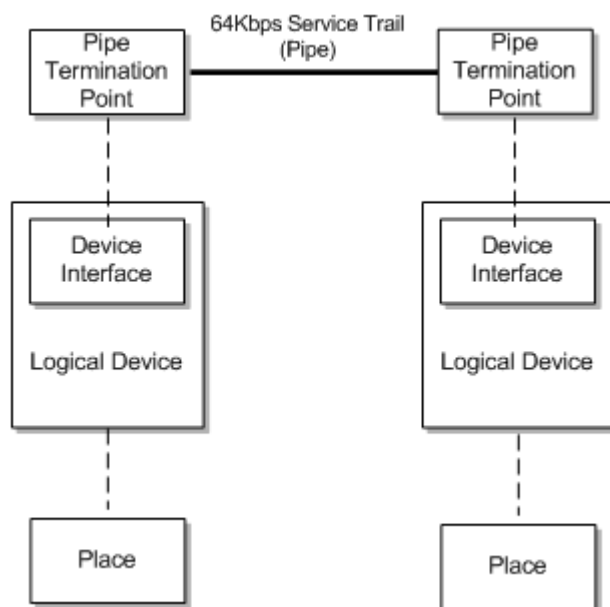 64Kbps Service Trail
(Pipe)
Pipe
Termination
Point
Pipe
Termination
Point
Device
Interface
Logical Device
Device
Interface
Logical Device
Place
Place